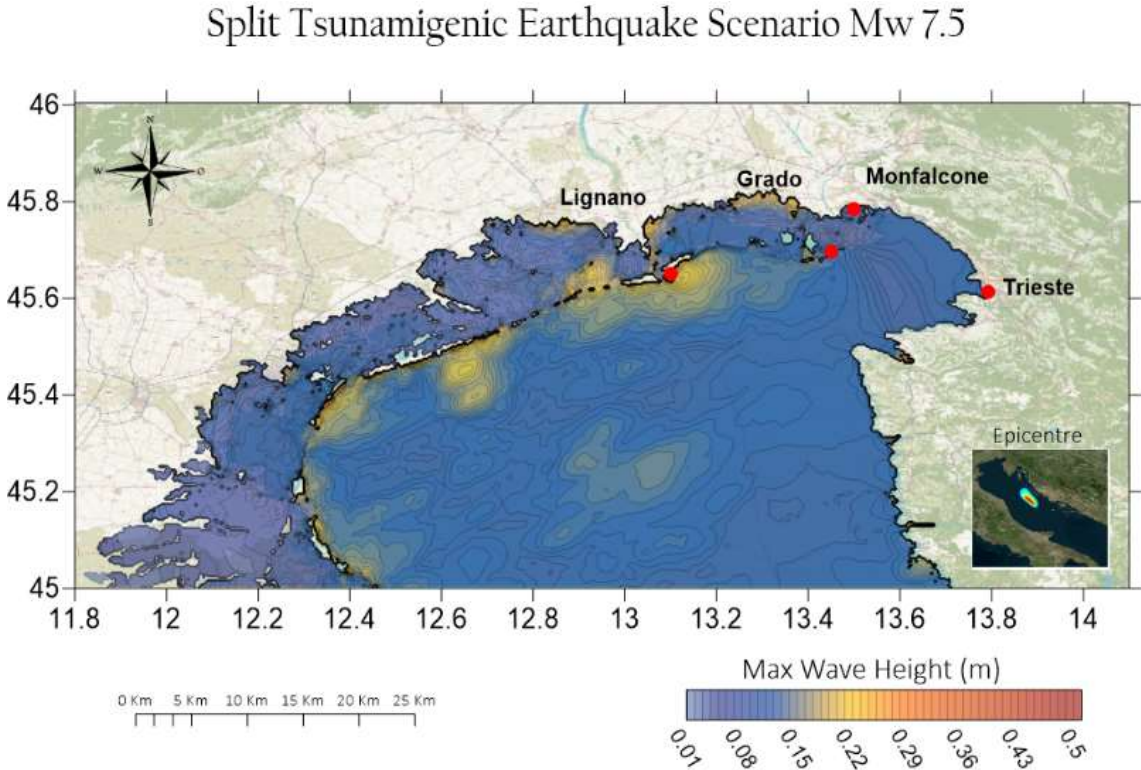 Split Tsunamigenic Earthquake Scenario Mw 7.5
N
W
O
S
46
45.8
45.6
45.4
45.2
45
Lignano
Grado
Monfalcone
Trieste
Epicentre
11.8 12 12.2 12.4 12.6 12.8 13 13.2 13.4 13.6 13.8 14
0 Km 5 Km 10 Km 15 Km 20 Km 25 Km
Max Wave Height (m)
0.01 0.08 0.15 0.22 0.29 0.36 0.43 0.5